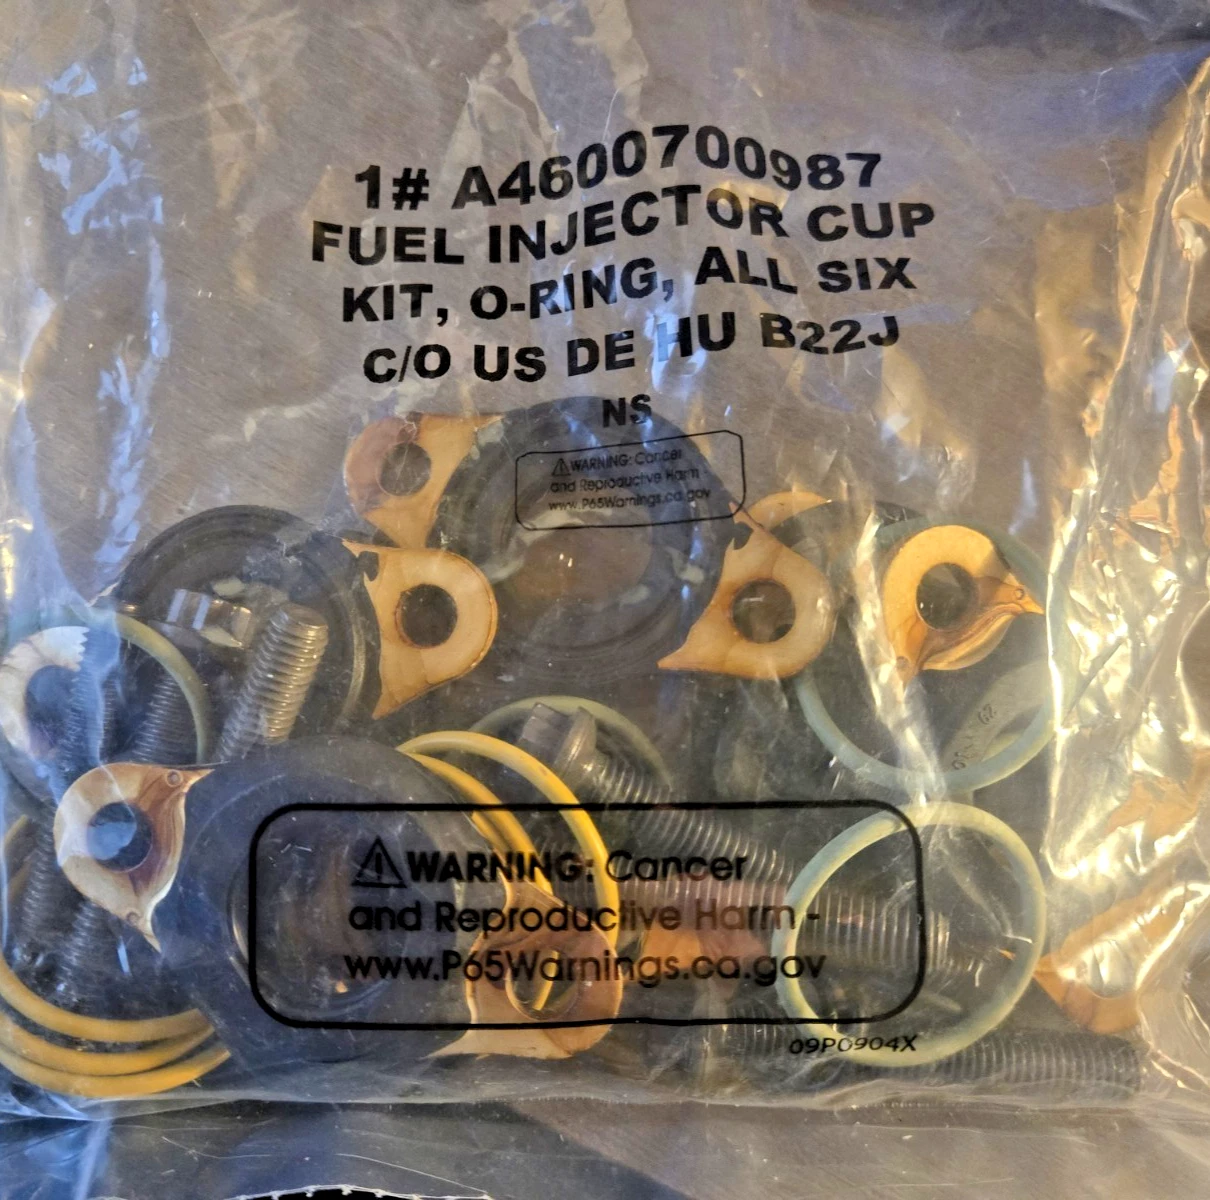 1# A4600700987
FUEL INJECTOR CUP
KIT, O-RING, ALL SIX
C/O US DE HU B22J
NS
WARNING: Cancer
and Reproductive Harm -
www.P65Warnings.ca.gov
WARNING: Cancer
and Reproductive Harm -
www.P65Warnings.ca.gov
09P0904X